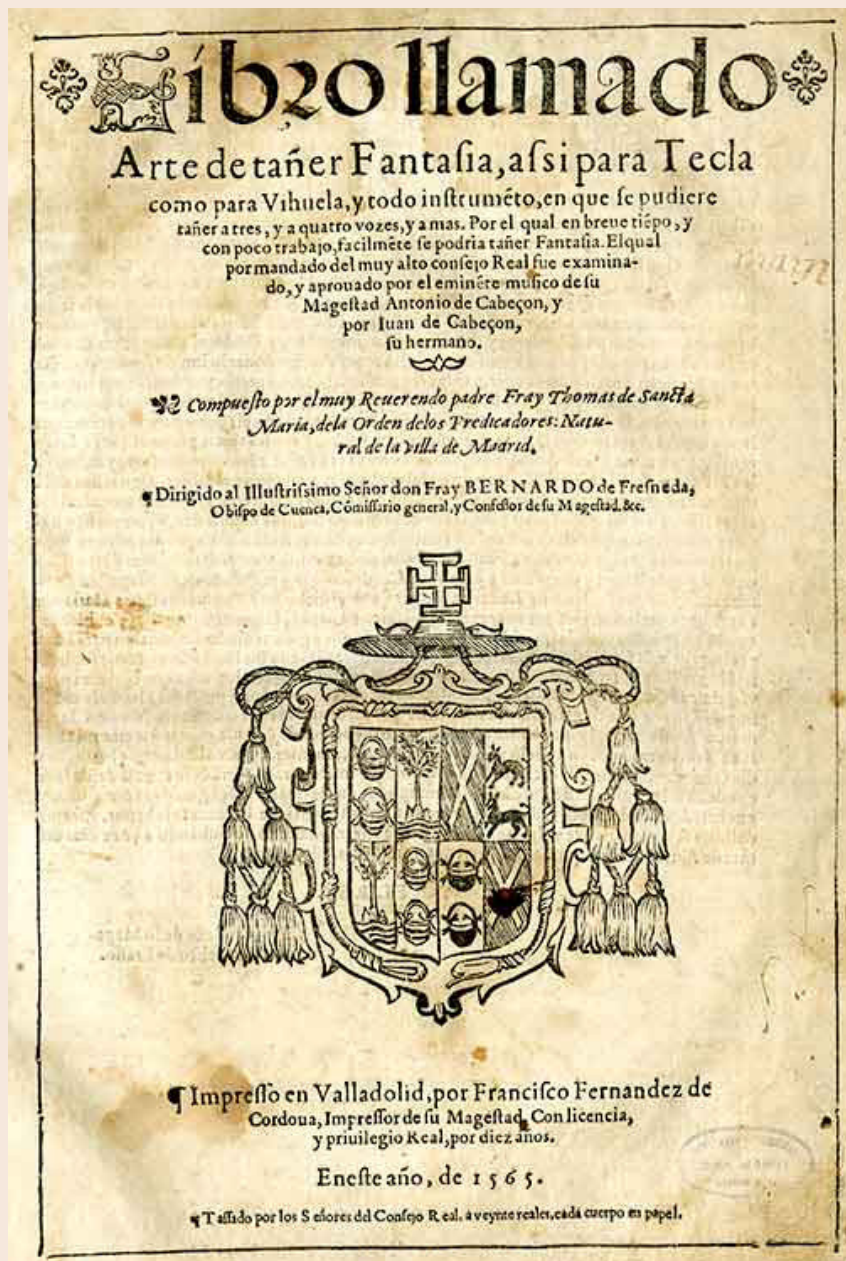 Libro llamado
Arte de tañer Fantasia, assi para Tecla
como para Vihuela, y todo instrumẽto, en que se pudiere
tañer a tres, y a quatro vozes, y a mas. Por el qual en breue tiẽpo, y
con poco trabajo, facilmẽte se podria tañer Fantasia. El qual
por mandado del muy alto consejo Real fue examina-
do, y aprouado por el eminẽte musico de su
Magestad Antonio de Cabeçon, y
por Iuan de Cabeçon,
su hermano.
Compuesto por el muy Reuerendo padre Fray Thomas de Sancta
Maria, dela Orden delos Predicadores: Natu-
ral de la Villa de Madrid.
¶ Dirigido al Illustrissimo Señor don Fray BERNARDO de Fresneda,
Obispo de Cuenca, Cõmissario general, y Confessor de su Magestad. &c.
¶ Impresso en Valladolid, por Francisco Fernandez de
Cordoua, Impressor de su Magestad. Con licencia,
y priuilegio Real, por diez años.
Eneste año, de 1565.
¶ Tassado por los Señores del Consejo Real. a veynte reales, cada cuerpo en papel.